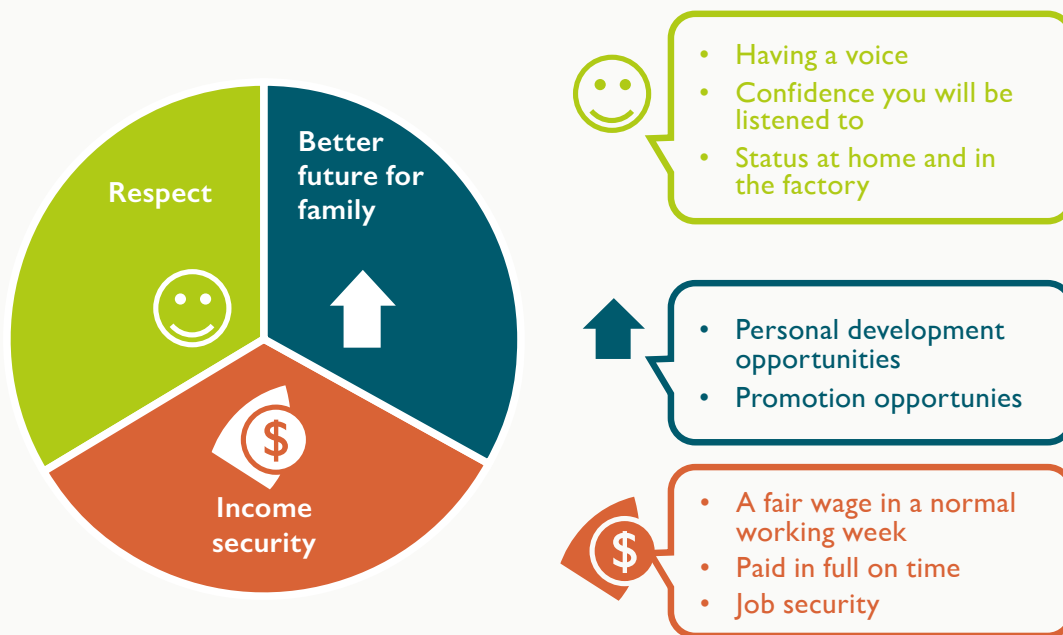 Respect
Better
future for
family
$
Income
security
• Having a voice
• Confidence you will be
listened to
• Status at home and in
the factory
• Personal development
opportunities
• Promotion opportunies
$
• A fair wage in a normal
working week
• Paid in full on time
• Job security